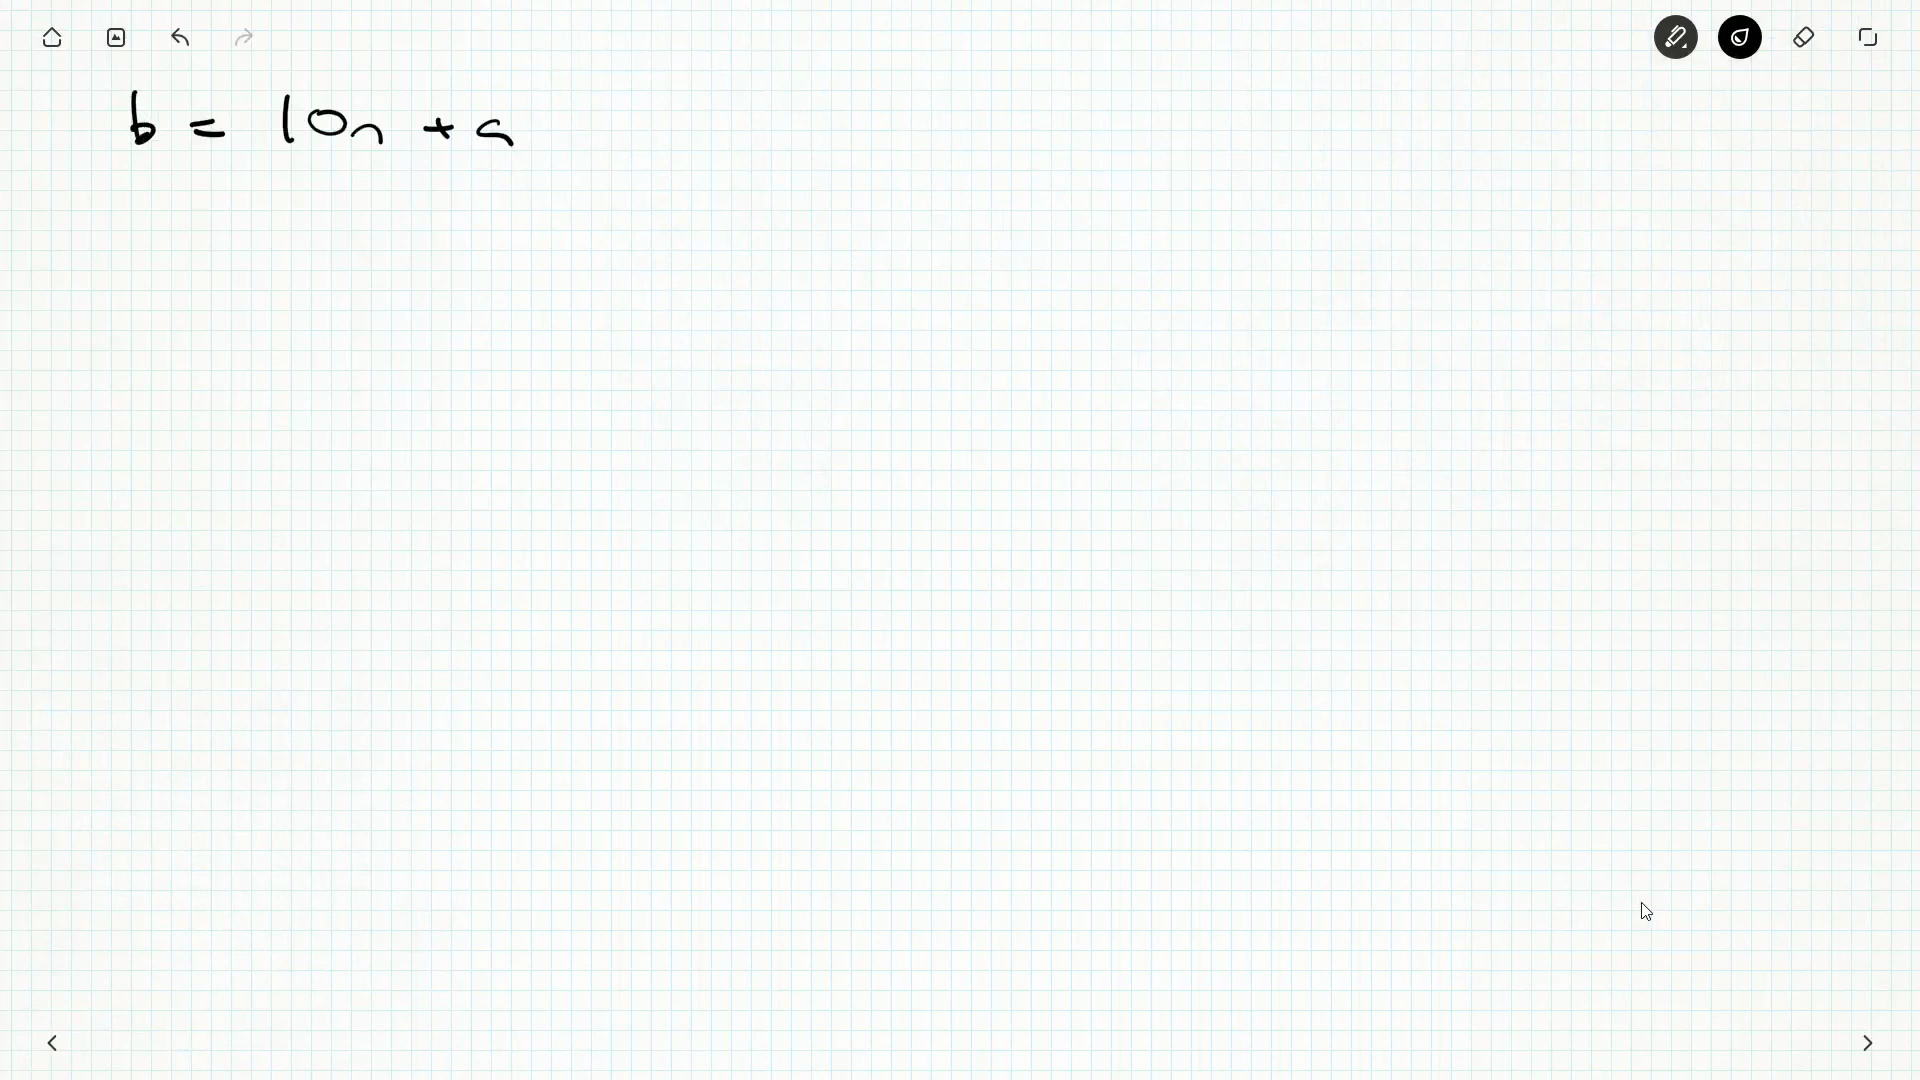 b = 10n + a